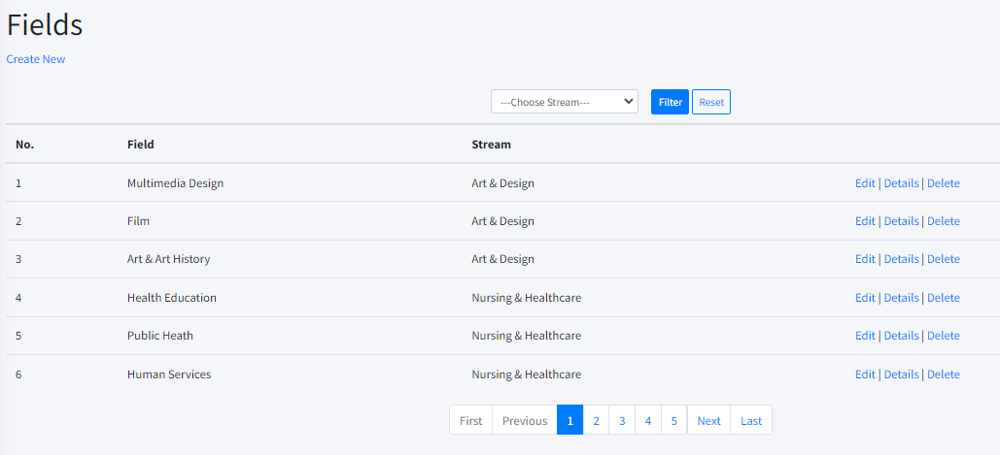 Fields
Create New
---Choose Stream--- Filter Reset
No. Field Stream
1 Multimedia Design Art & Design Edit | Details | Delete
2 Film Art & Design Edit | Details | Delete
3 Art & Art History Art & Design Edit | Details | Delete
4 Health Education Nursing & Healthcare Edit | Details | Delete
5 Public Heath Nursing & Healthcare Edit | Details | Delete
6 Human Services Nursing & Healthcare Edit | Details | Delete
First Previous 1 2 3 4 5 Next Last